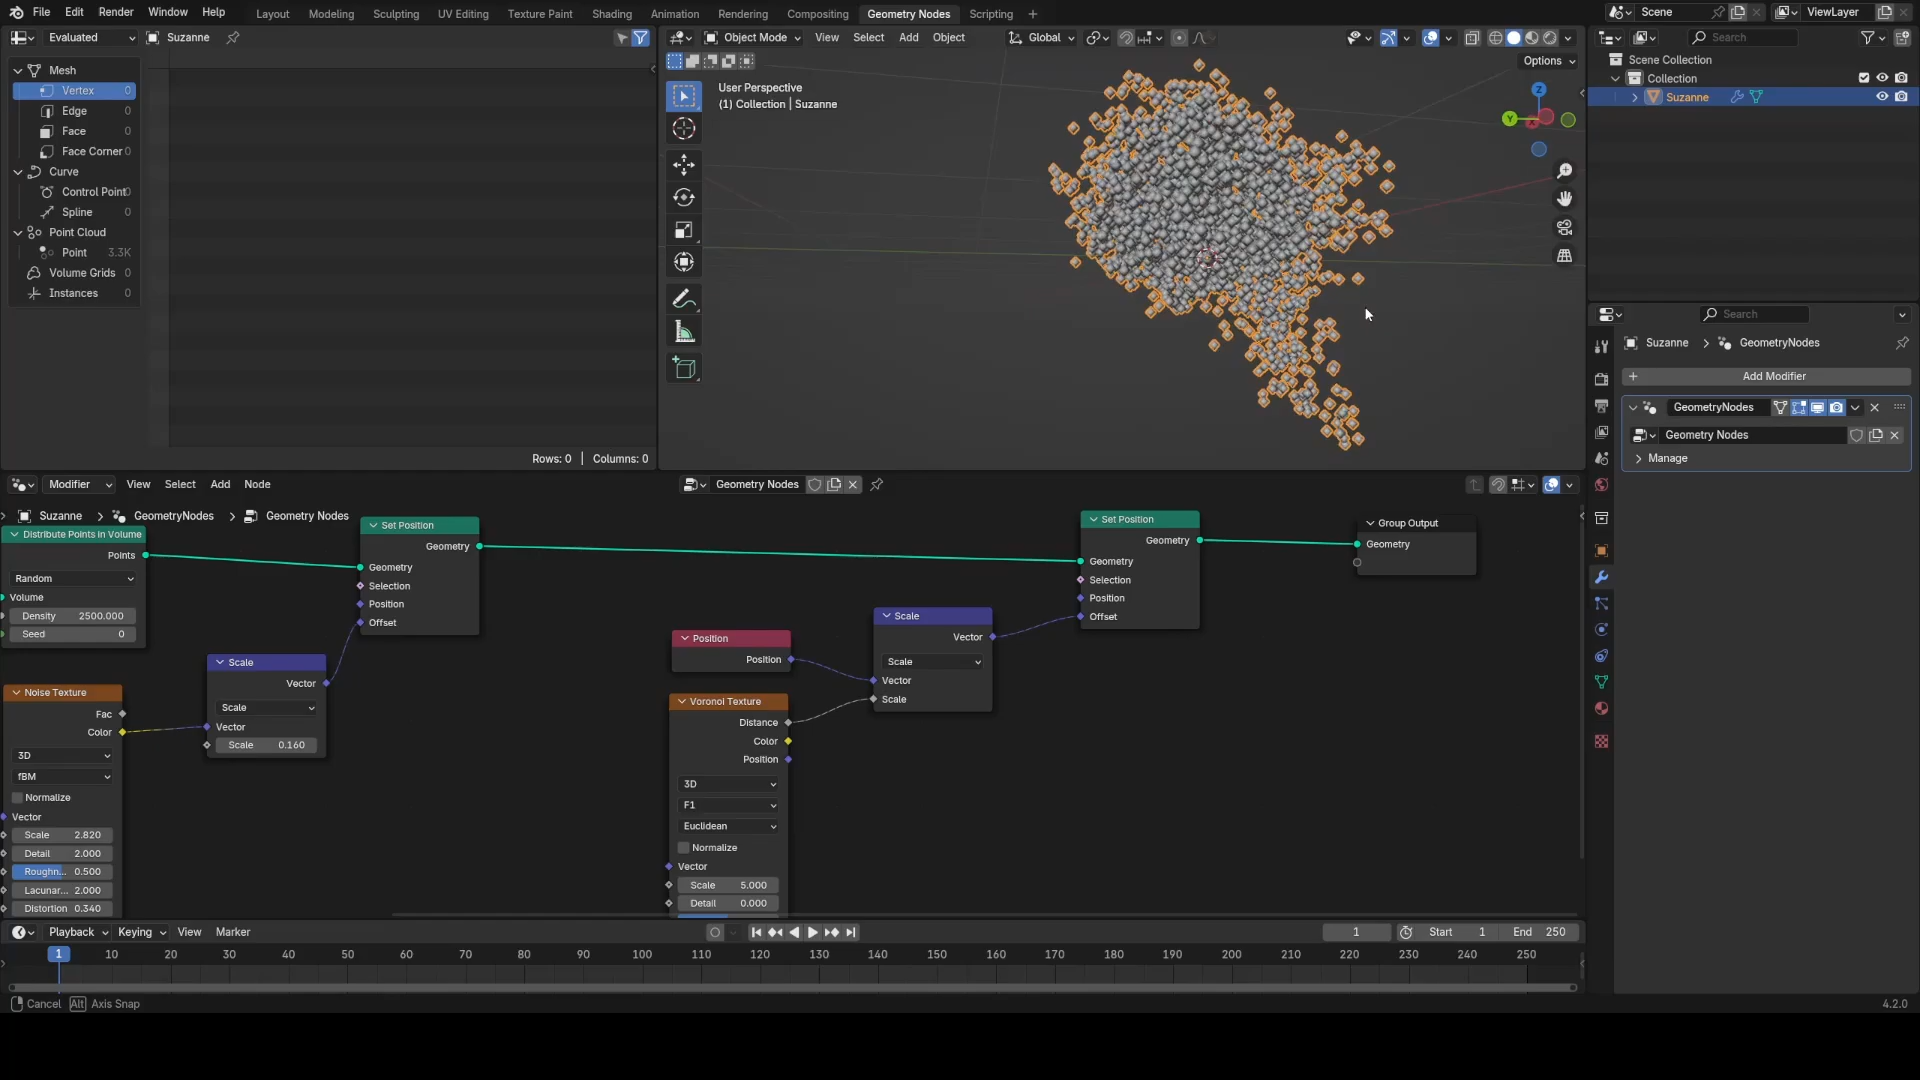 File Edit Render Window Help Layout Modeling Sculpting UV Editing Texture Paint Shading Animation Rendering Compositing Geometry Nodes Scripting + Scene ViewLayer
Evaluated Suzanne
Mesh
Vertex 0
Edge 0
Face 0
Face Corner 0
Curve
Control Point 0
Spline 0
Point Cloud
Point 3.3K
Volume Grids 0
Instances 0
Rows: 0 | Columns: 0
Object Mode View Select Add Object Global
Options
User Perspective
(1) Collection | Suzanne
Z
Y
Search
Scene Collection
Collection
Suzanne
Search
Suzanne > GeometryNodes
+ Add Modifier
GeometryNodes
Geometry Nodes
Manage
Modifier View Select Add Node Geometry Nodes
Suzanne > GeometryNodes > Geometry Nodes
Distribute Points in Volume
Points
Random
Volume
Density 2500.000
Seed 0
Noise Texture
Fac
Color
3D
fBM
Normalize
Vector
Scale 2.820
Detail 2.000
Roughn... 0.500
Lacunar... 2.000
Distortion 0.340
Scale
Vector
Scale
Vector
Scale 0.160
Set Position
Geometry
Geometry
Selection
Position
Offset
Position
Position
Voronoi Texture
Distance
Color
Position
3D
F1
Euclidean
Normalize
Vector
Scale 5.000
Detail 0.000
Scale
Vector
Scale
Vector
Scale
Set Position
Geometry
Geometry
Selection
Position
Offset
Group Output
Geometry
Playback Keying View Marker 1 Start 1 End 250
1 10 20 30 40 50 60 70 80 90 100 110 120 130 140 150 160 170 180 190 200 210 220 230 240 250
Cancel Alt Axis Snap 4.2.0